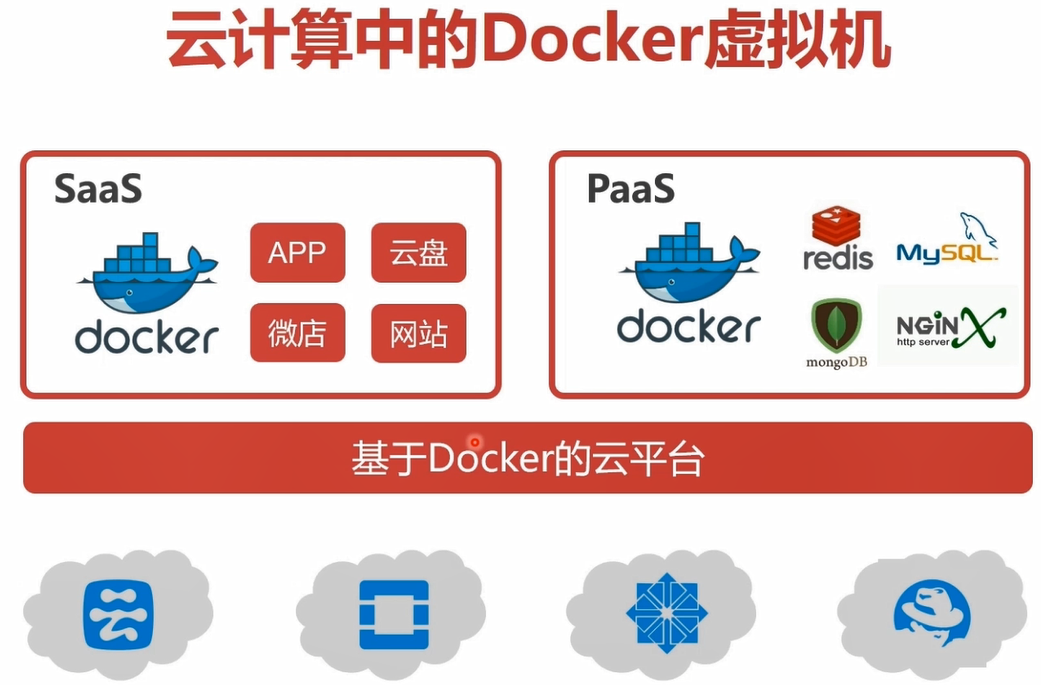 云计算中的Docker虚拟机
SaaS
docker
APP
云盘
微店
网站
PaaS
docker
redis
MySQL
mongoDB
NGiNX
http server
基于Docker的云平台